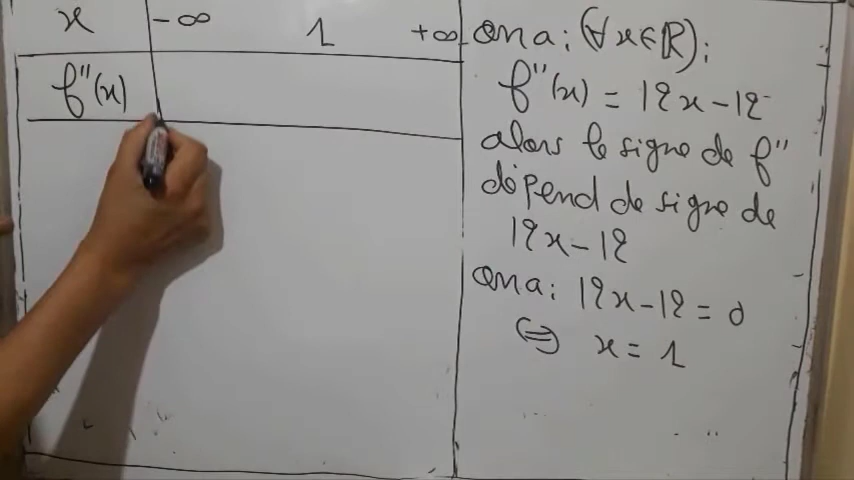 x -∞ 1 +∞
f''(x)
on a : (∀x∈ℝ);
f''(x) = 12x-12
alors le signe de f''
dépend de signe de
12x-12
on a : 12x-12 = 0
⇔ x = 1